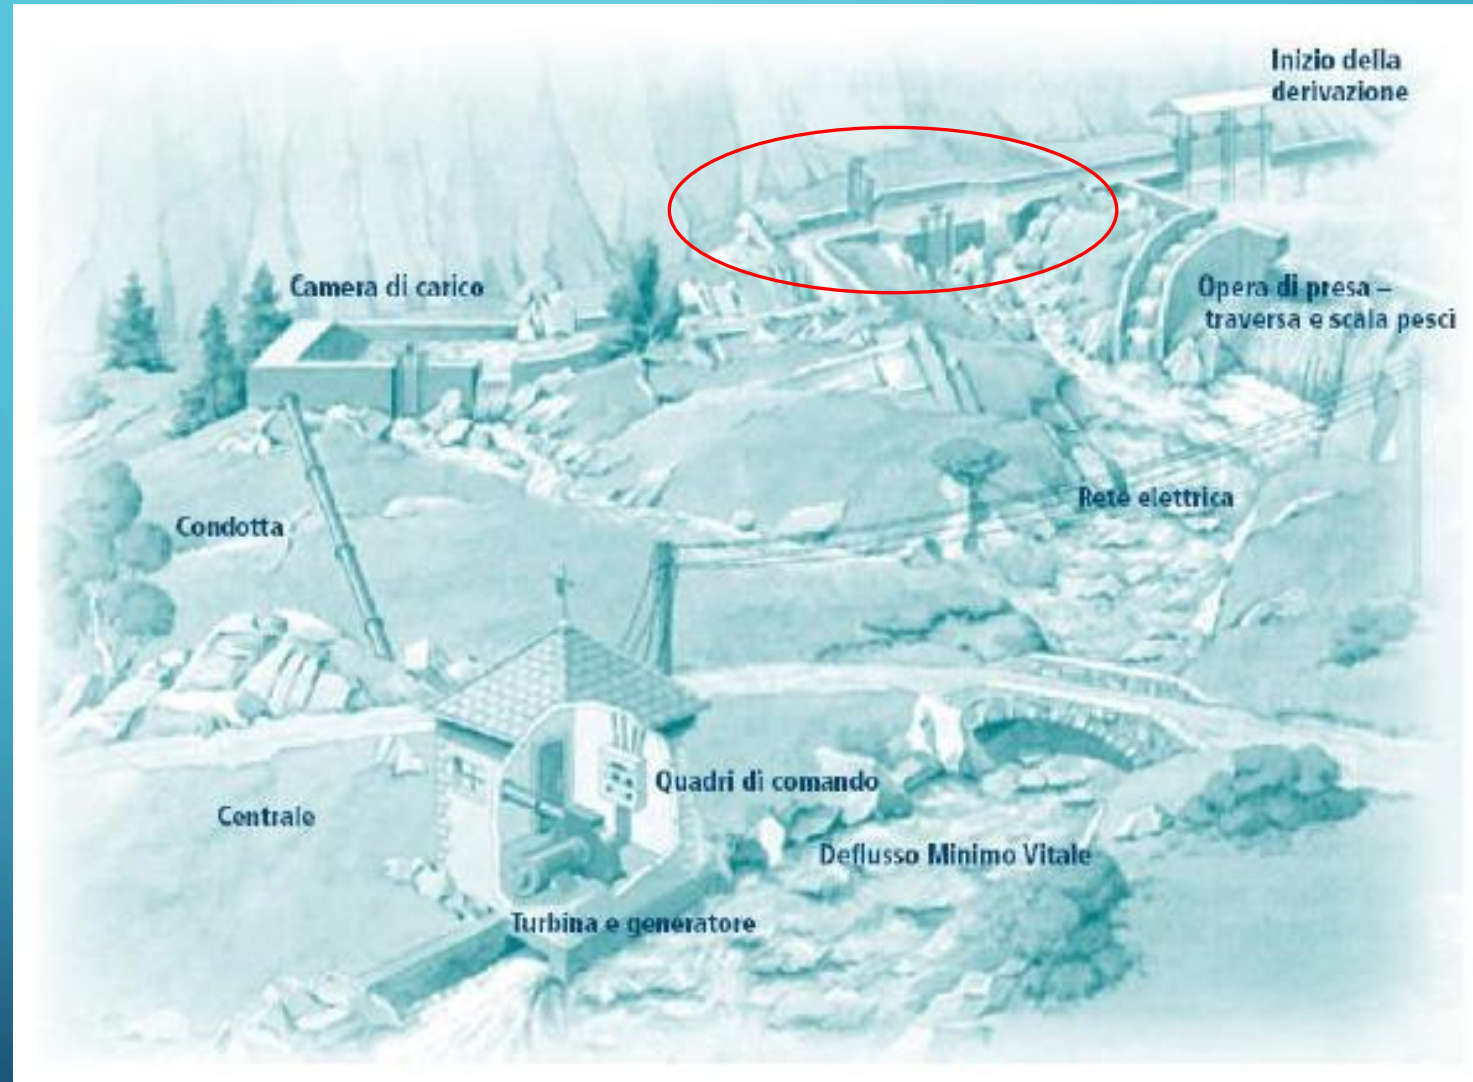 Inizio della
derivazione
Camera di carico
Opera di presa –
traversa e scala pesci
Condotta
Rete elettrica
Quadri di comando
Centrale
Deflusso Minimo Vitale
Turbina e generatore